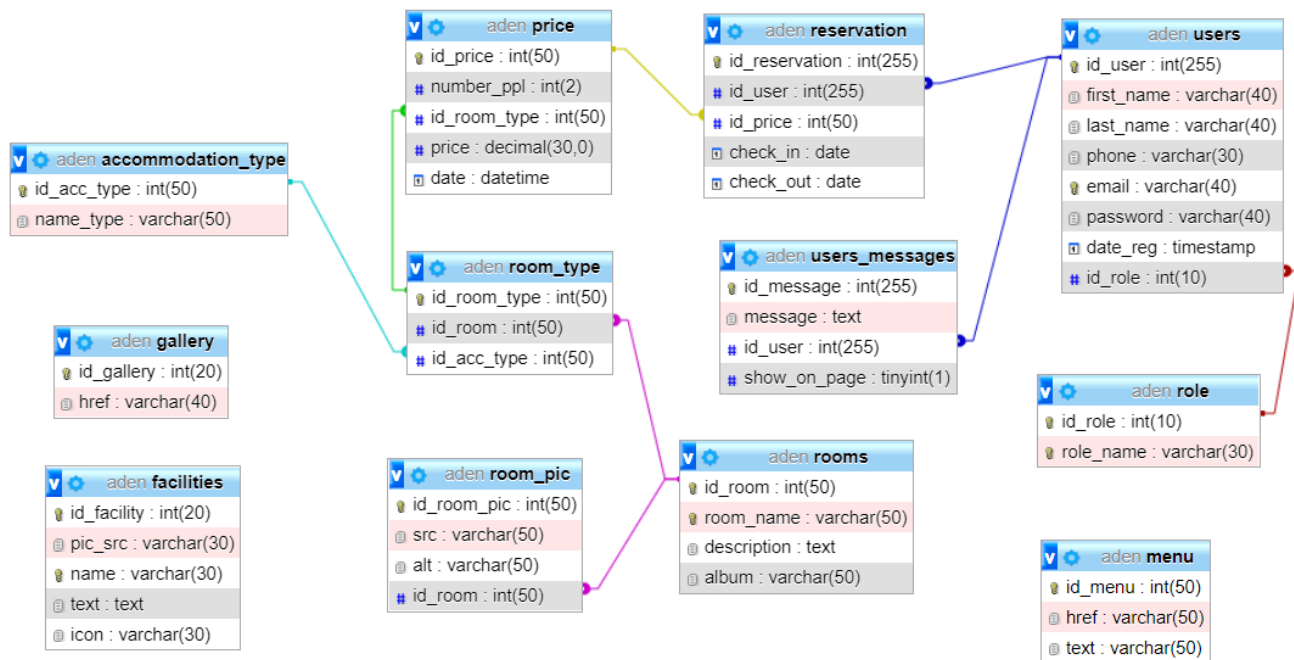 aden price
id_price : int(50)
number_ppl : int(2)
id_room_type : int(50)
price : decimal(30,0)
date : datetime
aden reservation
id_reservation : int(255)
id_user : int(255)
id_price : int(50)
check_in : date
check_out : date
aden users
id_user : int(255)
first_name : varchar(40)
last_name : varchar(40)
phone : varchar(30)
email : varchar(40)
password : varchar(40)
date_reg : timestamp
id_role : int(10)
aden accommodation_type
id_acc_type : int(50)
name_type : varchar(50)
aden room_type
id_room_type : int(50)
id_room : int(50)
id_acc_type : int(50)
aden users_messages
id_message : int(255)
message : text
id_user : int(255)
show_on_page : tinyint(1)
aden gallery
id_gallery : int(20)
href : varchar(40)
aden role
id_role : int(10)
role_name : varchar(30)
aden facilities
id_facility : int(20)
pic_src : varchar(30)
name : varchar(30)
text : text
icon : varchar(30)
aden room_pic
id_room_pic : int(50)
src : varchar(50)
alt : varchar(50)
id_room : int(50)
aden rooms
id_room : int(50)
room_name : varchar(50)
description : text
album : varchar(50)
aden menu
id_menu : int(50)
href : varchar(50)
text : varchar(50)